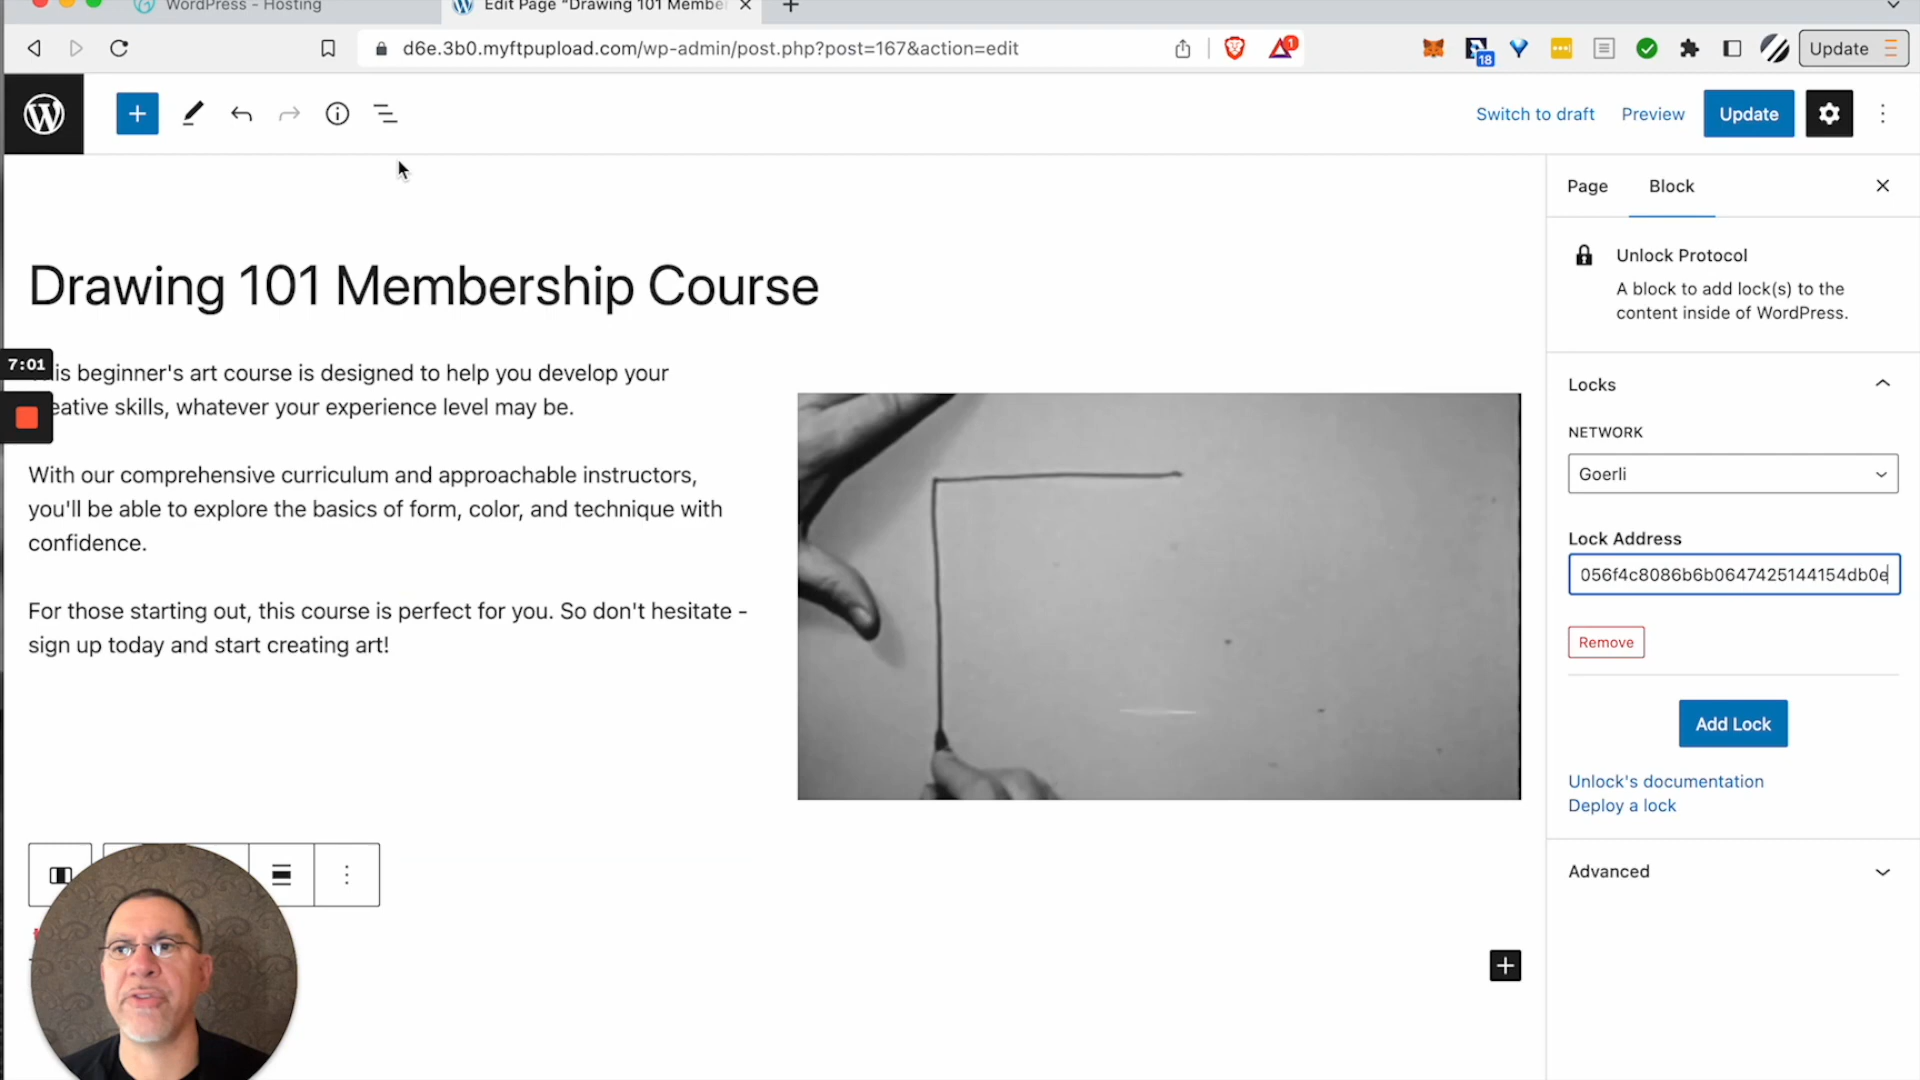 WordPress - Hosting
Edit Page "Drawing 101 Membe
d6e.3b0.myftpupload.com/wp-admin/post.php?post=167&action=edit
1
18
Update
Switch to draft
Preview
Update
Page
Block
Unlock Protocol
A block to add lock(s) to the
content inside of WordPress.
Drawing 101 Membership Course
7:01
is beginner's art course is designed to help you develop your
eative skills, whatever your experience level may be.
With our comprehensive curriculum and approachable instructors,
you'll be able to explore the basics of form, color, and technique with
confidence.
For those starting out, this course is perfect for you. So don't hesitate -
sign up today and start creating art!
Locks
NETWORK
Goerli
Lock Address
056f4c8086b6b0647425144154db0e
Remove
Add Lock
Unlock's documentation
Deploy a lock
Advanced